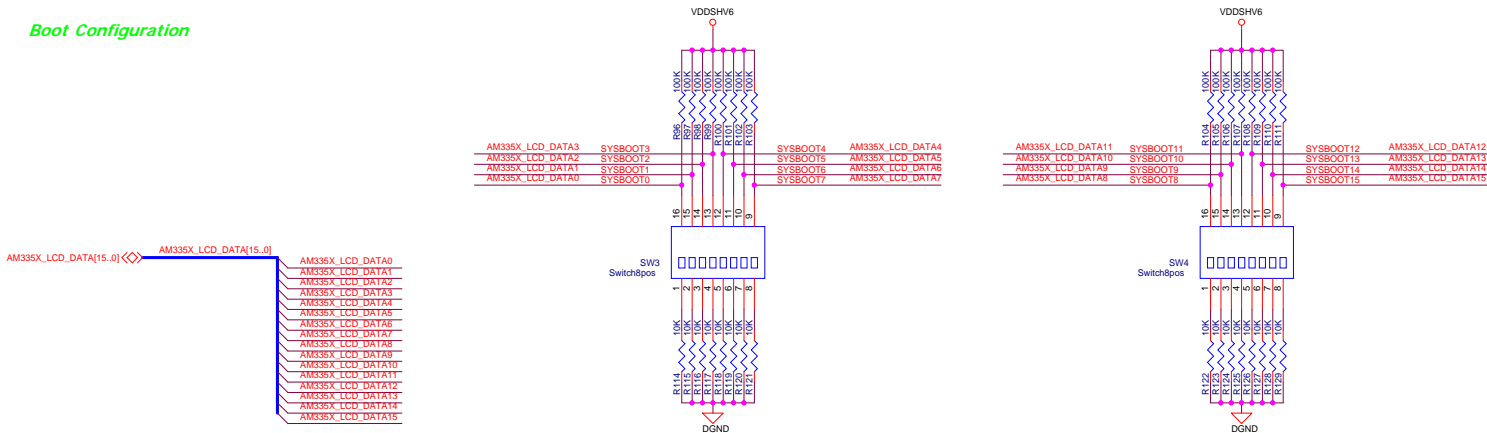 Boot Configuration
VDDSHV6
100K 100K 100K 100K 100K 100K 100K 100K
R96 R97 R98 R99 R100 R101 R102 R103
AM335X_LCD_DATA3 SYSBOOT3 SYSBOOT4 AM335X_LCD_DATA4
AM335X_LCD_DATA2 SYSBOOT2 SYSBOOT5 AM335X_LCD_DATA5
AM335X_LCD_DATA1 SYSBOOT1 SYSBOOT6 AM335X_LCD_DATA6
AM335X_LCD_DATA0 SYSBOOT0 SYSBOOT7 AM335X_LCD_DATA7
16 15 14 13 12 11 10 9
SW3
Switch8pos
1 2 3 4 5 6 7 8
10K 10K 10K 10K 10K 10K 10K 10K
R114 R115 R116 R117 R118 R119 R120 R121
DGND
VDDSHV6
100K 100K 100K 100K 100K 100K 100K 100K
R104 R105 R106 R107 R108 R109 R110 R111
AM335X_LCD_DATA11 SYSBOOT11 SYSBOOT12 AM335X_LCD_DATA12
AM335X_LCD_DATA10 SYSBOOT10 SYSBOOT13 AM335X_LCD_DATA13
AM335X_LCD_DATA9 SYSBOOT9 SYSBOOT14 AM335X_LCD_DATA14
AM335X_LCD_DATA8 SYSBOOT8 SYSBOOT15 AM335X_LCD_DATA15
16 15 14 13 12 11 10 9
SW4
Switch8pos
1 2 3 4 5 6 7 8
10K 10K 10K 10K 10K 10K 10K 10K
R122 R123 R124 R125 R126 R127 R128 R129
DGND
AM335X_LCD_DATA[15..0] AM335X_LCD_DATA[15..0]
AM335X_LCD_DATA0
AM335X_LCD_DATA1
AM335X_LCD_DATA2
AM335X_LCD_DATA3
AM335X_LCD_DATA4
AM335X_LCD_DATA5
AM335X_LCD_DATA6
AM335X_LCD_DATA7
AM335X_LCD_DATA8
AM335X_LCD_DATA9
AM335X_LCD_DATA10
AM335X_LCD_DATA11
AM335X_LCD_DATA12
AM335X_LCD_DATA13
AM335X_LCD_DATA14
AM335X_LCD_DATA15